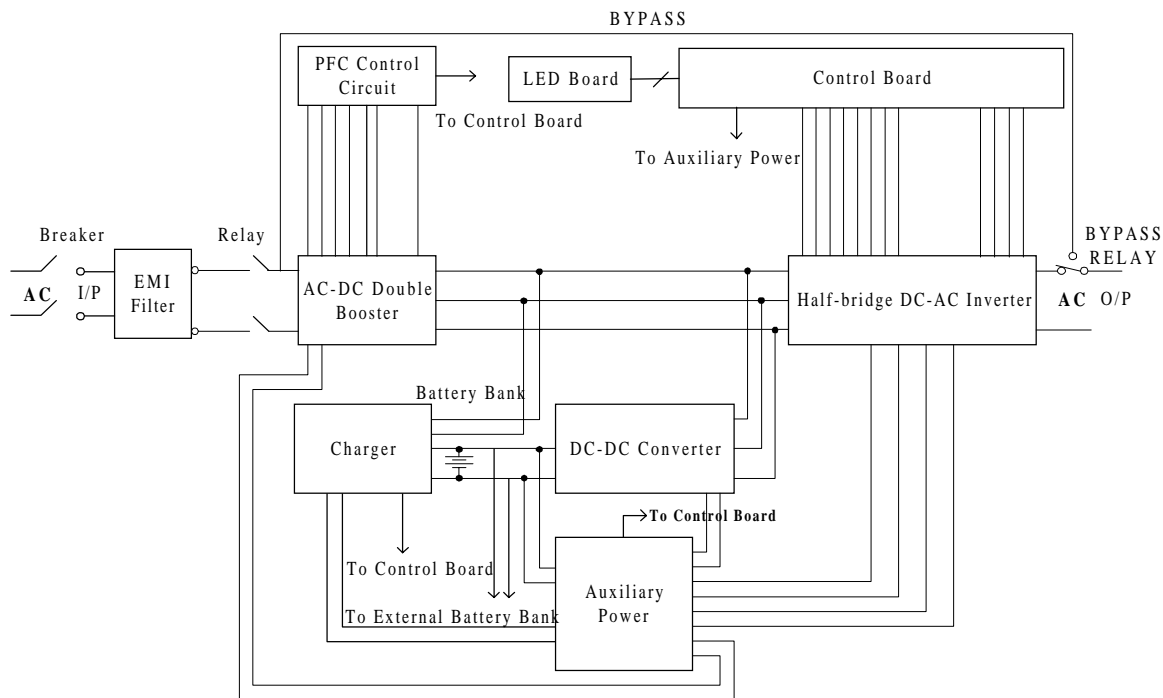 BYPASS
PFC Control
Circuit
LED Board
Control Board
To Control Board
To Auxiliary Power
Breaker
Relay
BYPASS
RELAY
AC
I/P
EMI
Filter
AC-DC Double
Booster
Half-bridge DC-AC Inverter
AC
O/P
Battery Bank
Charger
DC-DC Converter
To Control Board
To Control Board
To External Battery Bank
Auxiliary
Power